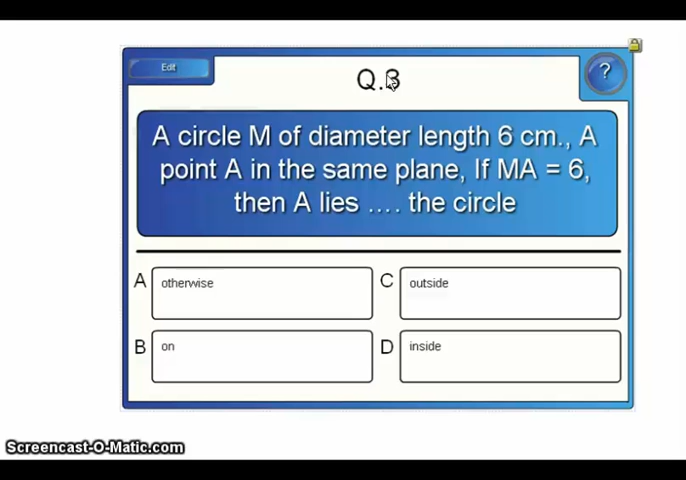 Edit
?
Q.3
A circle M of diameter length 6 cm., A
point A in the same plane, If MA = 6,
then A lies .... the circle
A otherwise
C outside
B on
D inside
Screencast-O-Matic.com